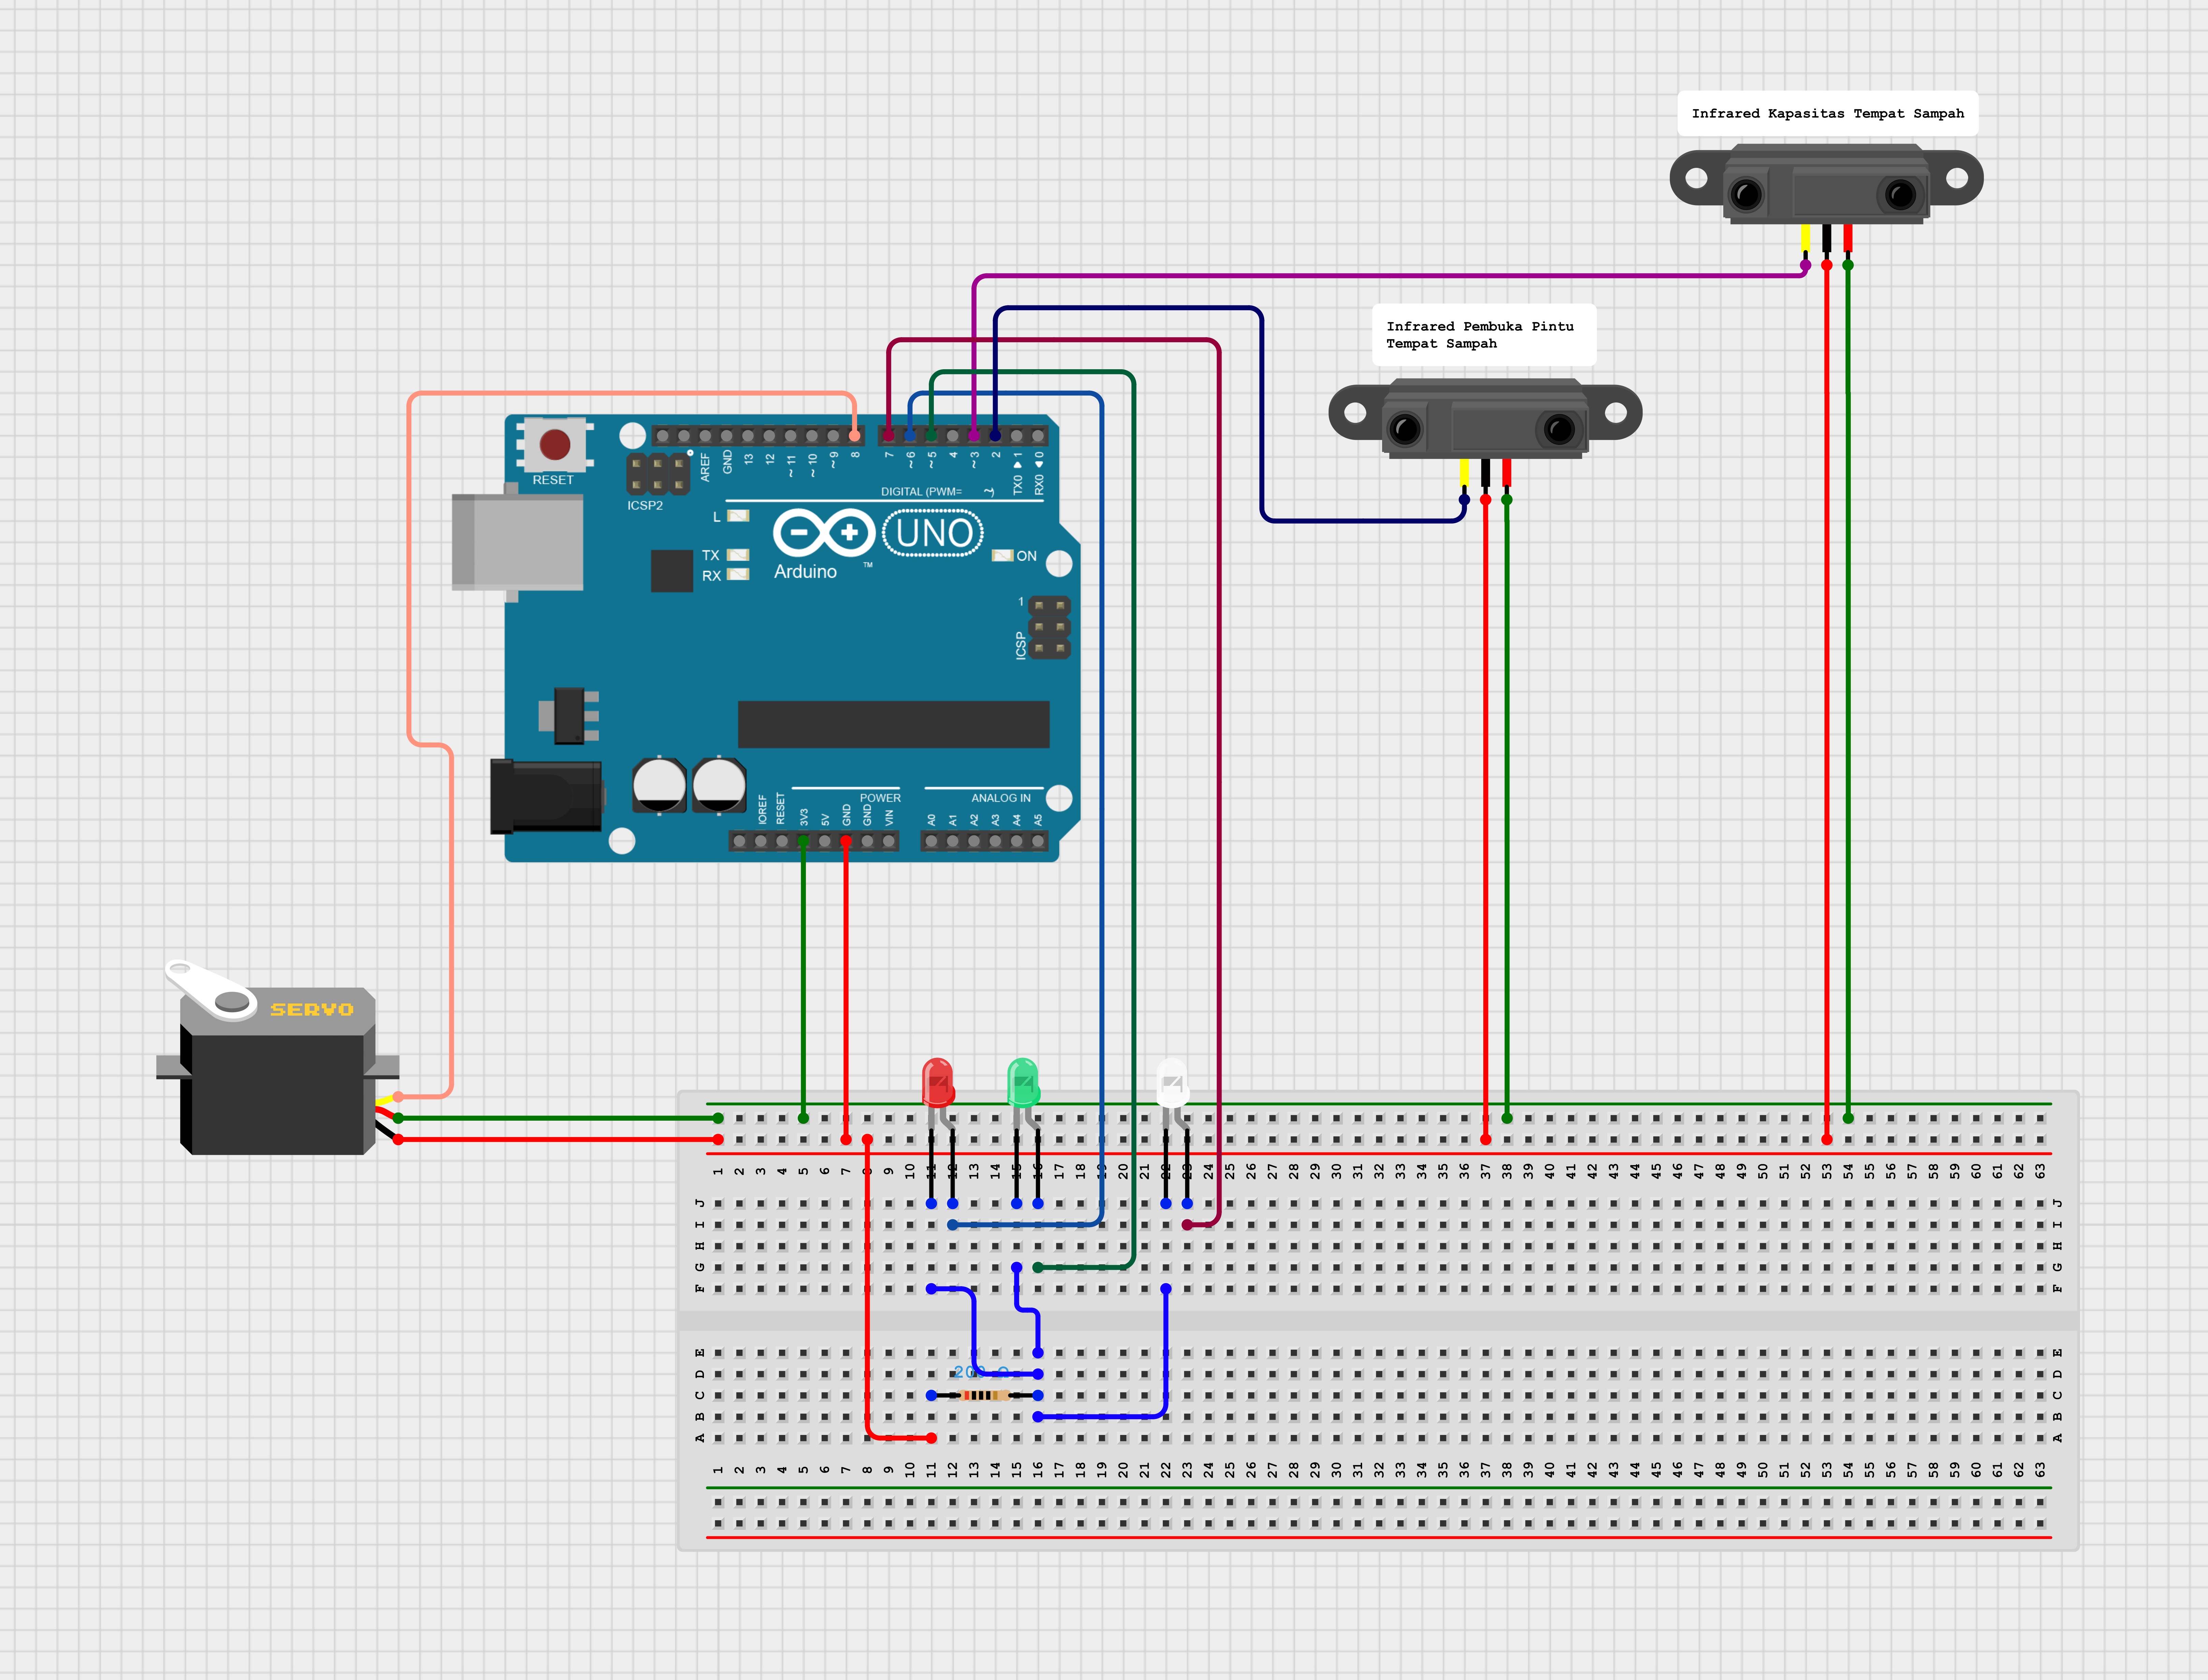 Infrared Kapasitas Tempat Sampah
Infrared Pembuka Pintu
Tempat Sampah
RESET
ICSP2
AREF
GND
13
12
~11
~10
~9
8
7
~6
~5
4
~3
2
TX0 ▶ 1
RX0 ◀ 0
DIGITAL (PWM= ~)
L
TX
RX
UNO
Arduino
TM
ON
1
ICSP
IOREF
RESET
3V3
5V
GND
GND
VIN
POWER
ANALOG IN
A0
A1
A2
A3
A4
A5
SERVO
1 2 3 4 5 6 7 8 9 10 11 12 13 14 15 16 17 18 19 20 21 22 23 24 25 26 27 28 29 30 31 32 33 34 35 36 37 38 39 40 41 42 43 44 45 46 47 48 49 50 51 52 53 54 55 56 57 58 59 60 61 62 63
J J
I I
H H
G G
F F
E E
D D
200 Ω
C C
B B
A A
1 2 3 4 5 6 7 8 9 10 11 12 13 14 15 16 17 18 19 20 21 22 23 24 25 26 27 28 29 30 31 32 33 34 35 36 37 38 39 40 41 42 43 44 45 46 47 48 49 50 51 52 53 54 55 56 57 58 59 60 61 62 63